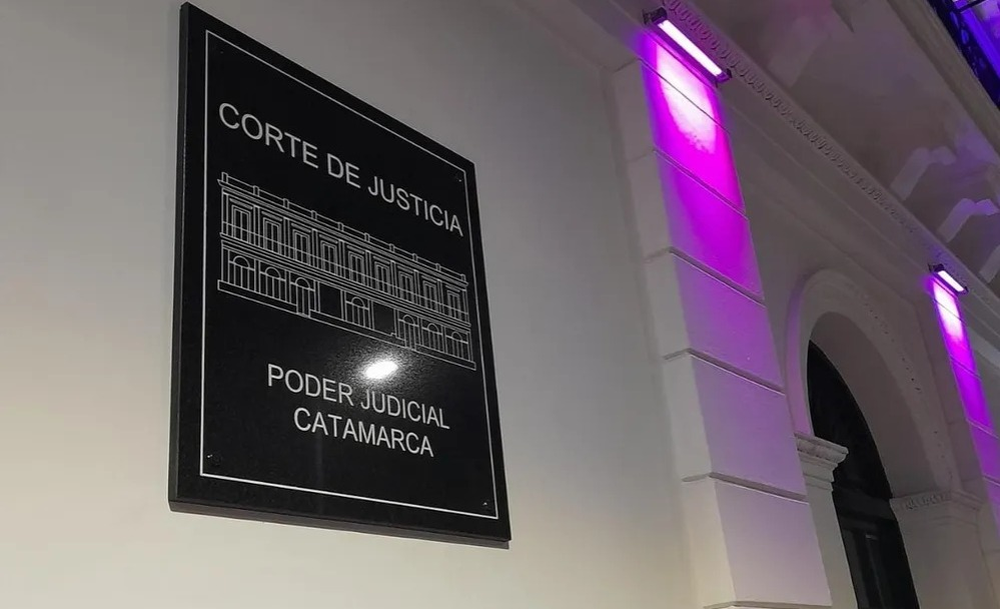 CORTE DE JUSTICIA
PODER JUDICIAL
CATAMARCA